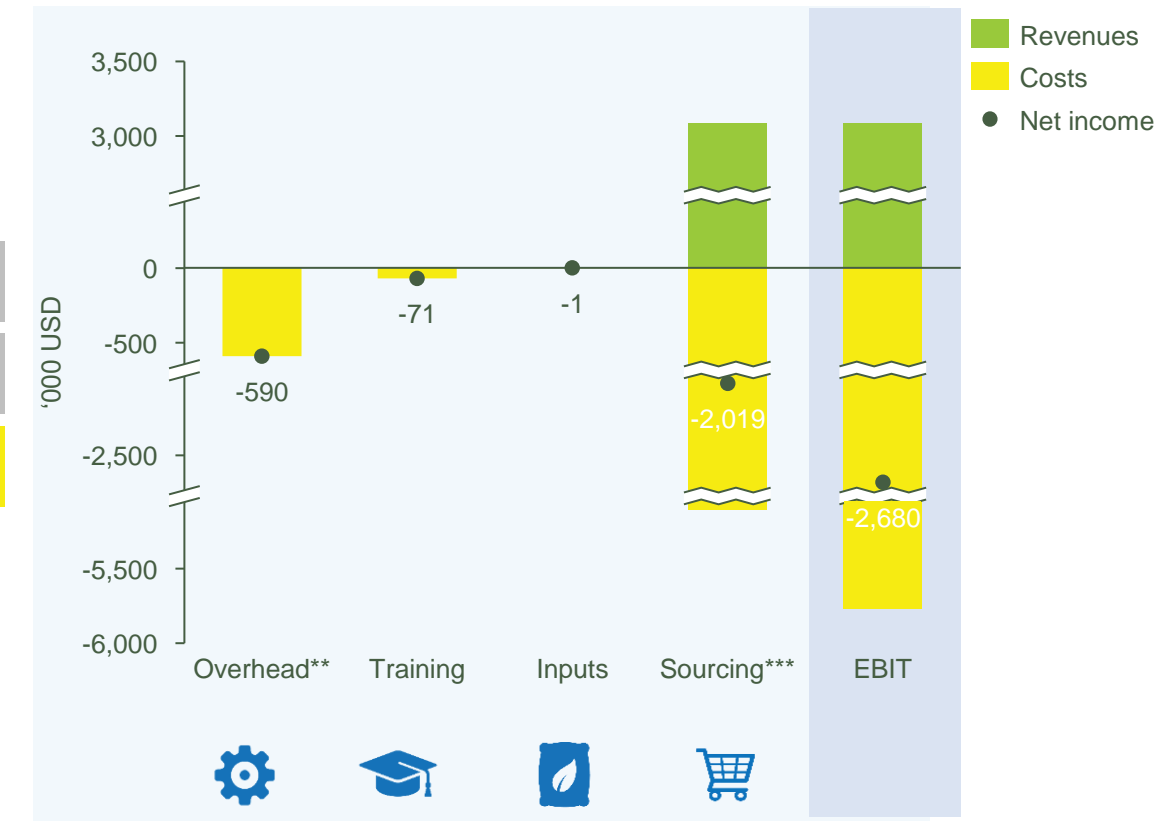 Revenues
Costs
Net income
'000 USD
3,500
3,000
0
-500
-2,500
-5,500
-6,000
-590
-71
-1
-2,019
-2,680
Overhead**
Training
Inputs
Sourcing***
EBIT